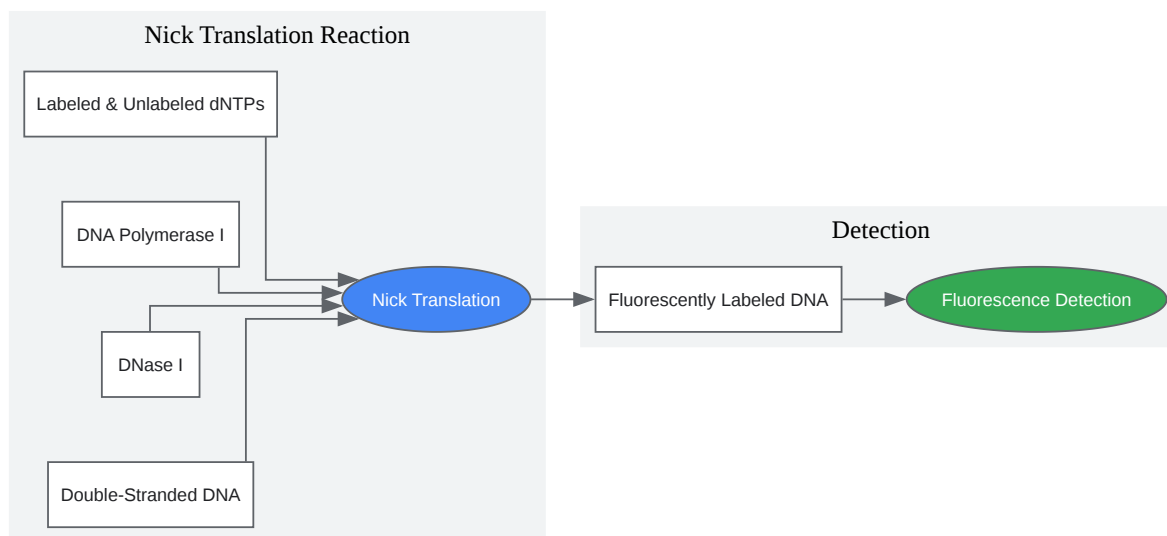 Nick Translation Reaction
Labeled & Unlabeled dNTPs
DNA Polymerase I
Nick Translation
DNase I
Double-Stranded DNA
Detection
Fluorescently Labeled DNA
Fluorescence Detection